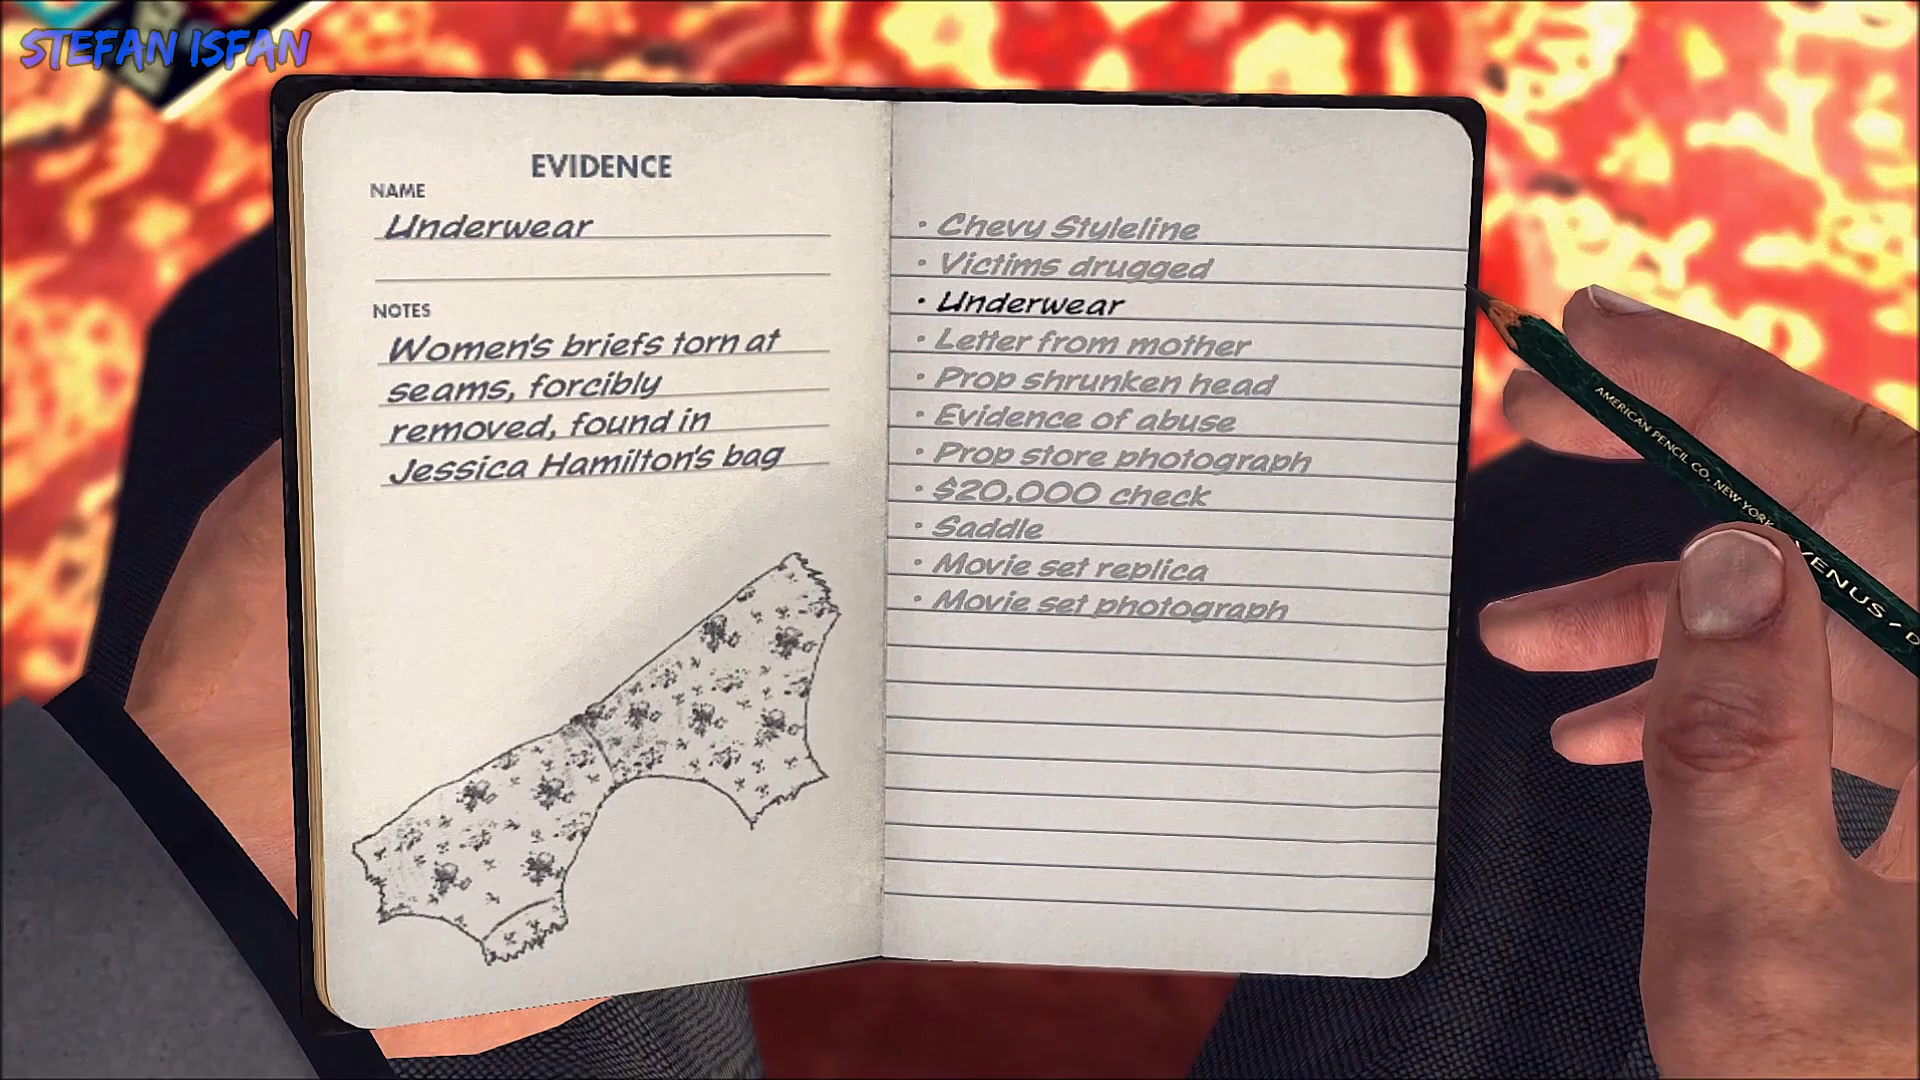 STEFAN ISFAN
EVIDENCE
NAME
Underwear
NOTES
Women's briefs torn at
seams, forcibly
removed, found in
Jessica Hamilton's bag
• Chevy Styleline
• Victims drugged
• Underwear
• Letter from mother
• Prop shrunken head
• Evidence of abuse
• Prop store photograph
• $20,000 check
• Saddle
• Movie set replica
• Movie set photograph
AMERICAN PENCIL CO. NEW YORK
VENUS